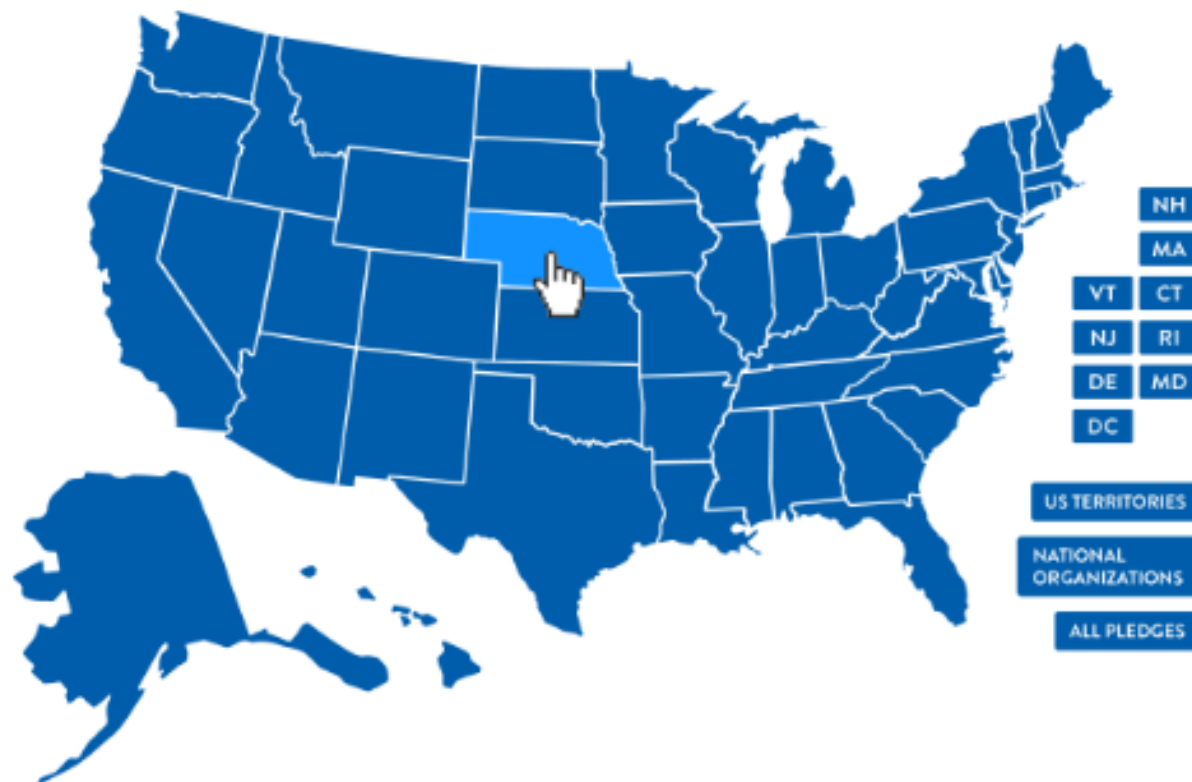 NH
MA
VT CT
NJ RI
DE MD
DC
US TERRITORIES
NATIONAL
ORGANIZATIONS
ALL PLEDGES